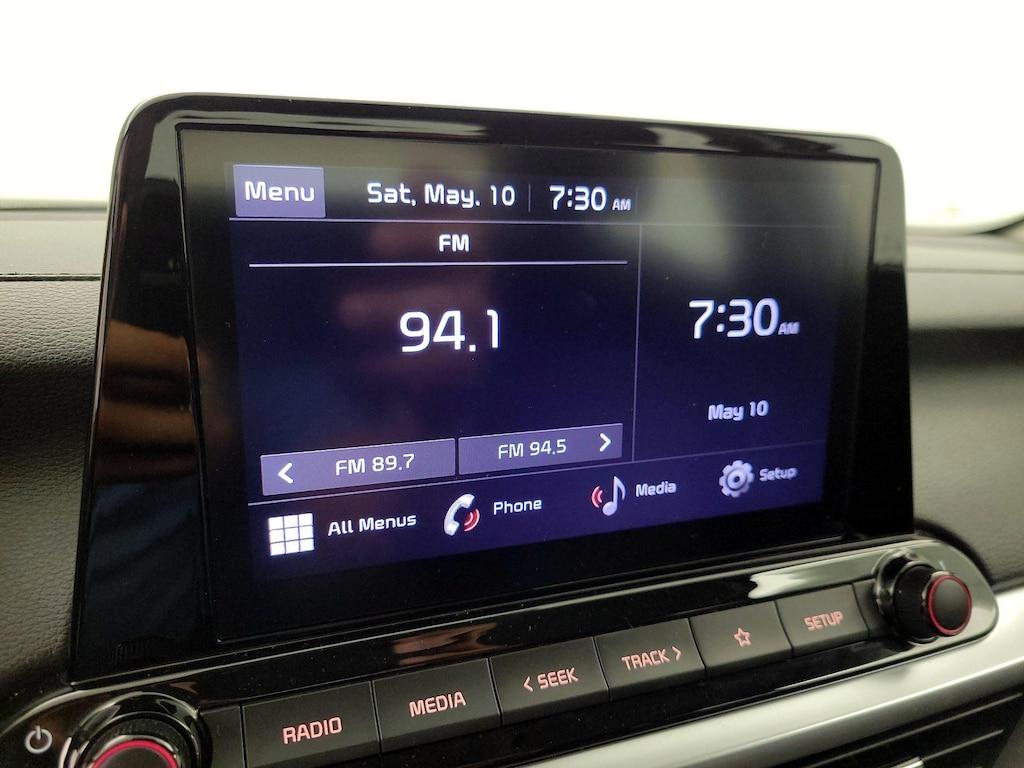 Menu Sat, May. 10 7:30 AM
FM
94.1
7:30 AM
May 10
< FM 89.7 FM 94.5 >
All Menus Phone Media Setup
RADIO MEDIA < SEEK TRACK > SETUP